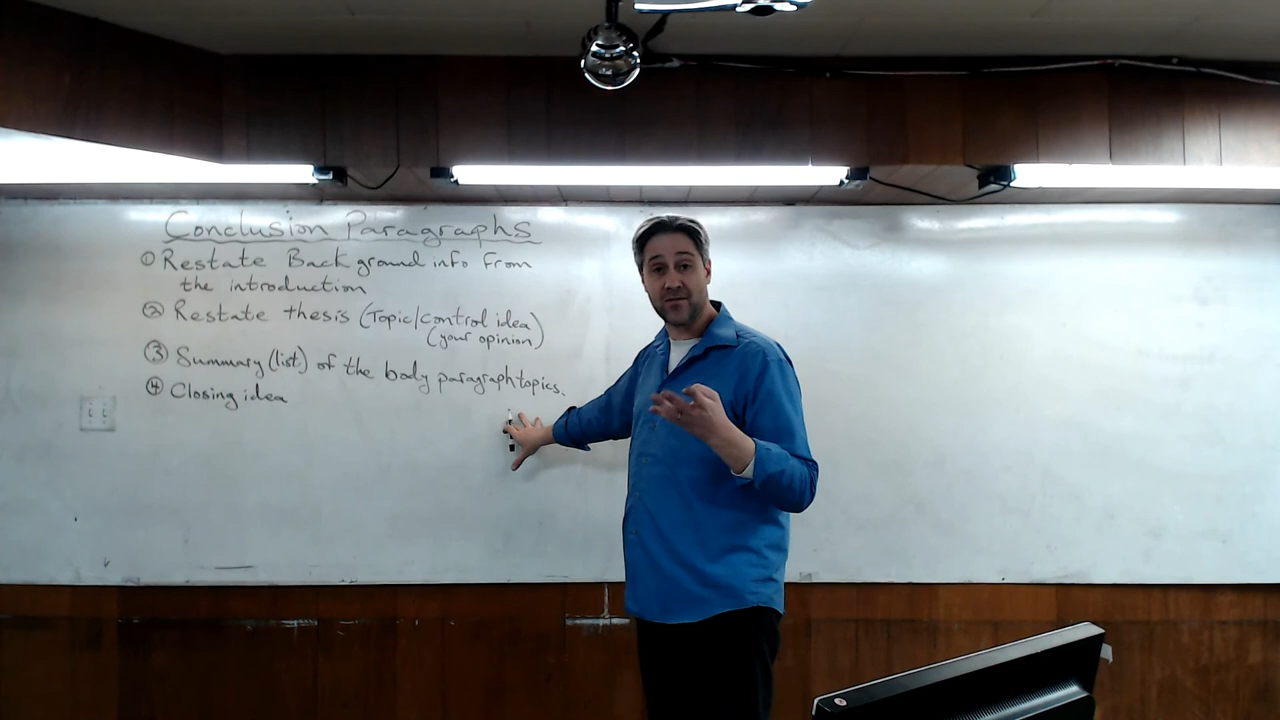 Conclusion Paragraphs
① Restate Background info from
the introduction
② Restate thesis (Topic/control idea)
(your opinion)
③ Summary (list) of the body paragraph topics.
④ Closing idea